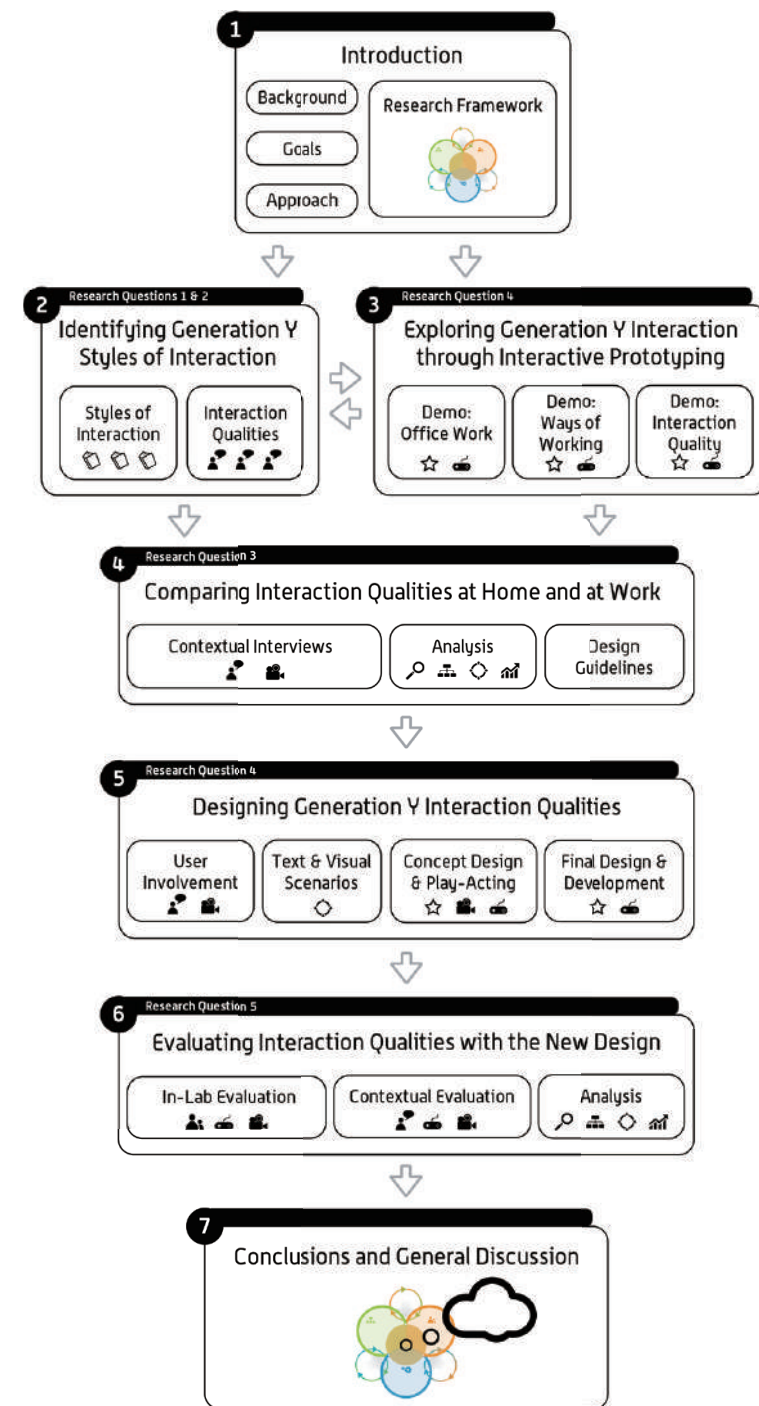 1
Introduction
Background
Goals
Approach
Research Framework
2
Research Questions 1 & 2
Identifying Generation Y
Styles of Interaction
Styles of
Interaction
Interaction
Qualities
3
Research Question 4
Exploring Generation Y Interaction
through Interactive Prototyping
Demo:
Office Work
Demo:
Ways of
Working
Demo:
Interaction
Quality
4
Research Question 3
Comparing Interaction Qualities at Home and at Work
Contextual Interviews
Analysis
Design
Guidelines
5
Research Question 4
Designing Generation Y Interaction Qualities
User
Involvement
Text & Visual
Scenarios
Concept Design
& Play-Acting
Final Design &
Development
6
Research Question 5
Evaluating Interaction Qualities with the New Design
In-Lab Evaluation
Contextual Evaluation
Analysis
7
Conclusions and General Discussion